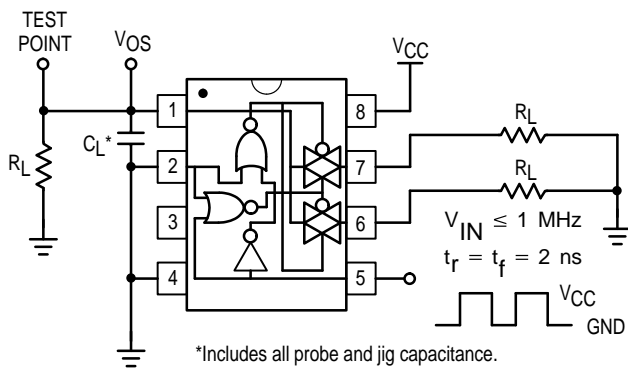 TEST
POINT
VOS
VCC
1
8
CL*
RL
RL
2
7
RL
3
6
VIN ≤ 1 MHz
4
5
tr = tf = 2 ns
VCC
GND
*Includes all probe and jig capacitance.